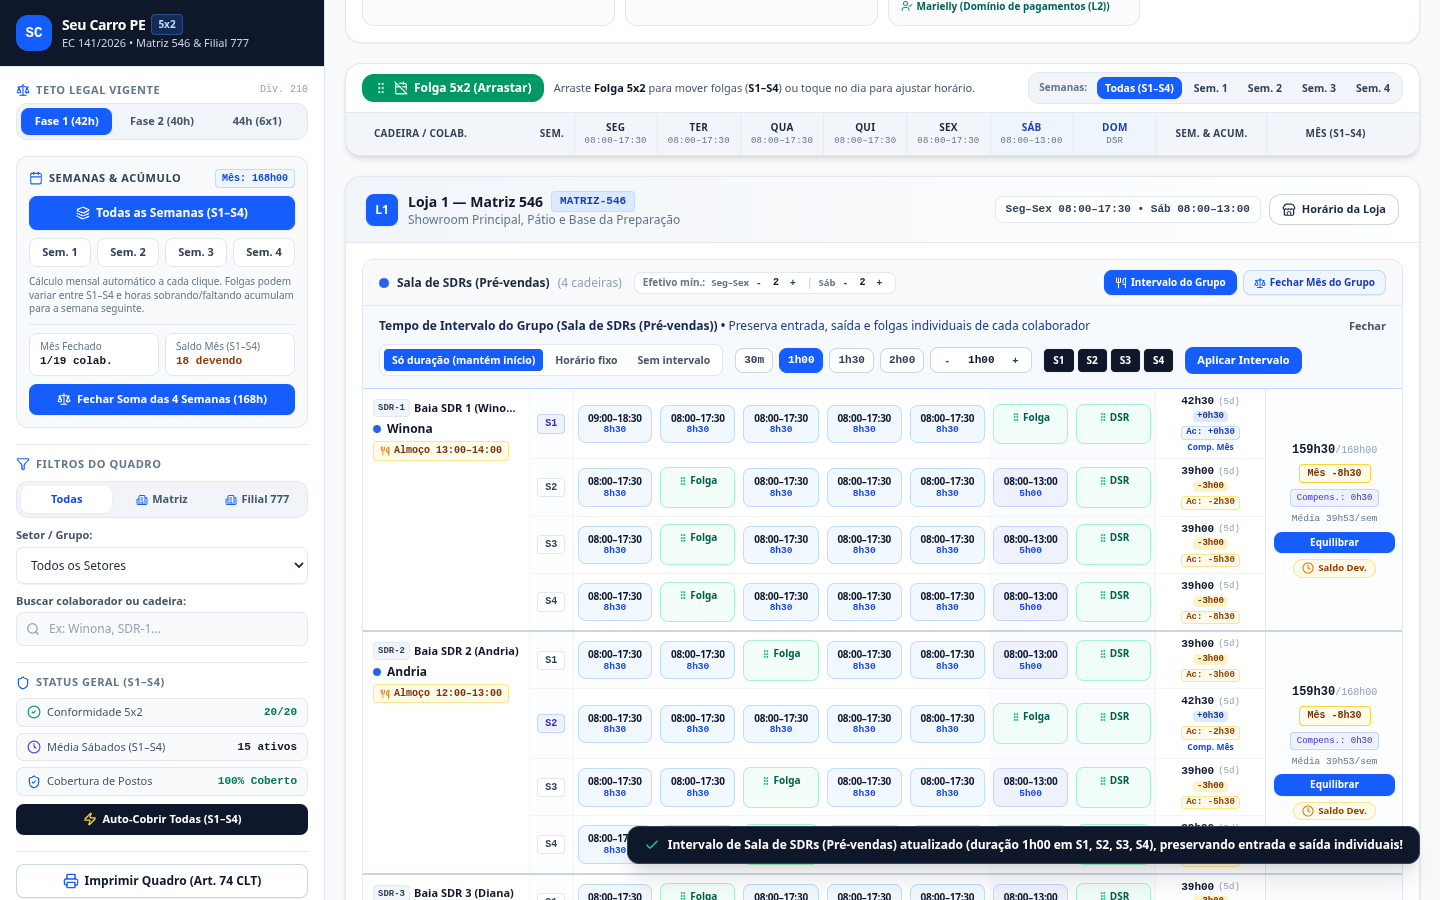 SC
Seu Carro PE 5x2
EC 141/2026 • Matriz 546 & Filial 777
TETO LEGAL VIGENTE Div. 210
Fase 1 (42h) Fase 2 (40h) 44h (6x1)
SEMANAS & ACÚMULO Mês: 168h00
Todas as Semanas (S1–S4)
Sem. 1 Sem. 2 Sem. 3 Sem. 4
Cálculo mensal automático a cada clique. Folgas podem
variar entre S1–S4 e horas sobrando/faltando acumulam
para a semana seguinte.
Mês Fechado
1/19 colab.
Saldo Mês (S1–S4)
18 devendo
Fechar Soma das 4 Semanas (168h)
FILTROS DO QUADRO
Todas Matriz Filial 777
Setor / Grupo:
Todos os Setores
Buscar colaborador ou cadeira:
Ex: Winona, SDR-1...
STATUS GERAL (S1–S4)
Conformidade 5x2 20/20
Média Sábados (S1–S4) 15 ativos
Cobertura de Postos 100% Coberto
Auto-Cobrir Todas (S1–S4)
Imprimir Quadro (Art. 74 CLT)
Marielly (Domínio de pagamentos (L2))
Folga 5x2 (Arrastar) Arraste Folga 5x2 para mover folgas (S1–S4) ou toque no dia para ajustar horário.
Semanas: Todas (S1–S4) Sem. 1 Sem. 2 Sem. 3 Sem. 4
CADEIRA / COLAB. SEM. SEG TER QUA QUI SEX SÁB DOM SEM. & ACUM. MÊS (S1–S4)
08:00–17:30 08:00–17:30 08:00–17:30 08:00–17:30 08:00–17:30 08:00–13:00 DSR
L1
Loja 1 — Matriz 546 MATRIZ-546
Showroom Principal, Pátio e Base da Preparação
Seg–Sex 08:00–17:30 • Sáb 08:00–13:00 Horário da Loja
Sala de SDRs (Pré-vendas) (4 cadeiras) Efetivo mín.: Seg–Sex - 2 + | Sáb - 2 +
Intervalo do Grupo Fechar Mês do Grupo
Tempo de Intervalo do Grupo (Sala de SDRs (Pré-vendas)) • Preserva entrada, saída e folgas individuais de cada colaborador Fechar
Só duração (mantém início) Horário fixo Sem intervalo 30m 1h00 1h30 2h00 - 1h00 + S1 S2 S3 S4 Aplicar Intervalo
SDR-1 Baia SDR 1 (Wino...
Winona
Almoço 13:00–14:00
S1 09:00–18:30 08:00–17:30 08:00–17:30 08:00–17:30 08:00–17:30 Folga DSR
8h30 8h30 8h30 8h30 8h30
42h30 (5d)
+0h30
Ac: +0h30
Comp. Mês
S2 08:00–17:30 Folga 08:00–17:30 08:00–17:30 08:00–17:30 08:00–13:00 DSR
8h30 8h30 8h30 8h30 5h00
39h00 (5d)
-3h00
Ac: -2h30
S3 08:00–17:30 Folga 08:00–17:30 08:00–17:30 08:00–17:30 08:00–13:00 DSR
8h30 8h30 8h30 8h30 5h00
39h00 (5d)
-3h00
Ac: -5h30
S4 08:00–17:30 Folga 08:00–17:30 08:00–17:30 08:00–17:30 08:00–13:00 DSR
8h30 8h30 8h30 8h30 5h00
39h00 (5d)
-3h00
Ac: -8h30
159h30/168h00
Mês -8h30
Compens.: 0h30
Média 39h53/sem
Equilibrar
Saldo Dev.
SDR-2 Baia SDR 2 (Andria)
Andria
Almoço 12:00–13:00
S1 08:00–17:30 08:00–17:30 Folga 08:00–17:30 08:00–17:30 08:00–13:00 DSR
8h30 8h30 8h30 8h30 5h00
39h00 (5d)
-3h00
Ac: -3h00
S2 08:00–17:30 08:00–17:30 08:00–17:30 08:00–17:30 08:00–17:30 Folga DSR
8h30 8h30 8h30 8h30 8h30
42h30 (5d)
+0h30
Ac: -2h30
Comp. Mês
S3 08:00–17:30 08:00–17:30 Folga 08:00–17:30 08:00–17:30 08:00–13:00 DSR
8h30 8h30 8h30 8h30 5h00
39h00 (5d)
-3h00
Ac: -5h30
159h30/168h00
Mês -8h30
Compens.: 0h30
Média 39h53/sem
Equilibrar
Saldo Dev.
S4
8h30
Intervalo de Sala de SDRs (Pré-vendas) atualizado (duração 1h00 em S1, S2, S3, S4), preservando entrada e saída individuais!
SDR-3 Baia SDR 3 (Diana)
08:00–17:30 08:00–17:30 08:00–17:30 08:00–17:30 08:00–13:00
Folga DSR
39h00 (5d)